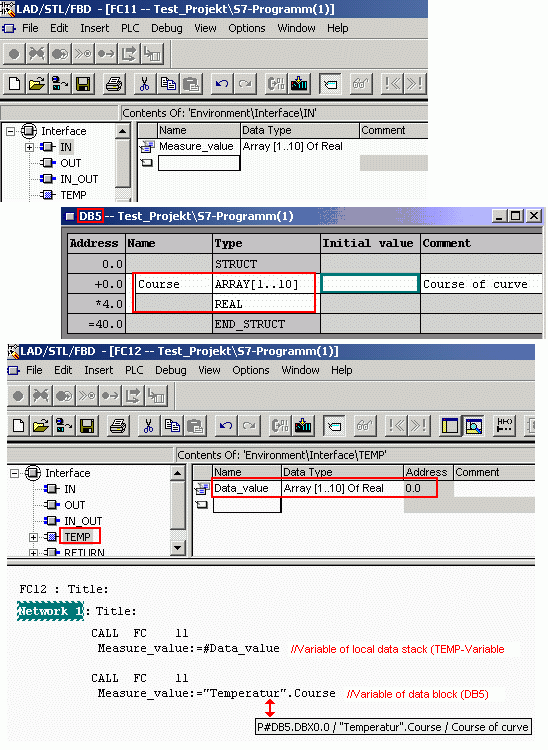 LAD/STL/FBD - [FC11 -- Test_Projekt\S7-Programm(1)]
File Edit Insert PLC Debug View Options Window Help
Contents Of: 'Environment\Interface\IN'
Interface
IN
OUT
IN_OUT
TEMP
Name Data Type Comment
Measure_value Array [1..10] Of Real
DB5 -- Test_Projekt\S7-Programm(1)
Address Name Type Initial value Comment
0.0 STRUCT
+0.0 Course ARRAY[1..10] Course of curve
*4.0 REAL
=40.0 END_STRUCT
LAD/STL/FBD - [FC12 -- Test_Projekt\S7-Programm(1)]
File Edit Insert PLC Debug View Options Window Help
Contents Of: 'Environment\Interface\TEMP'
Interface
IN
OUT
IN_OUT
TEMP
RETURN
Name Data Type Address Comment
Data_value Array [1..10] Of Real 0.0
FC12 : Title:
Network 1: Title:
CALL FC 11
Measure_value:=#Data_value //Variable of local data stack (TEMP-Variable
CALL FC 11
Measure_value:="Temperatur".Course //Variable of data block (DB5)
P#DB5.DBX0.0 / "Temperatur".Course / Course of curve